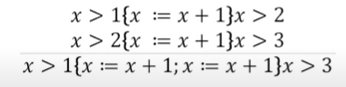 x > 1{x := x + 1}x > 2
x > 2{x := x + 1}x > 3
x > 1{x := x + 1; x := x + 1}x > 3